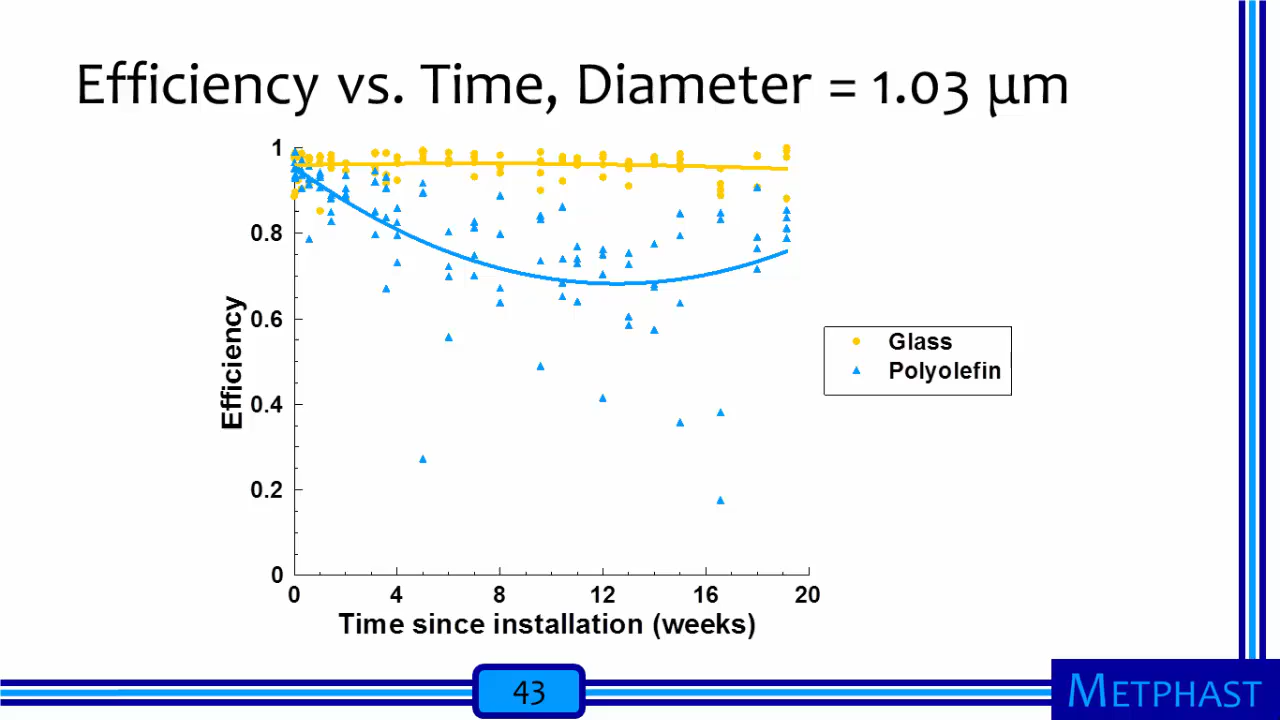 Efficiency vs. Time, Diameter = 1.03 µm
1
0.8
0.6
0.4
0.2
0
Efficiency
0 4 8 12 16 20
Time since installation (weeks)
Glass
Polyolefin
43
METPHAST